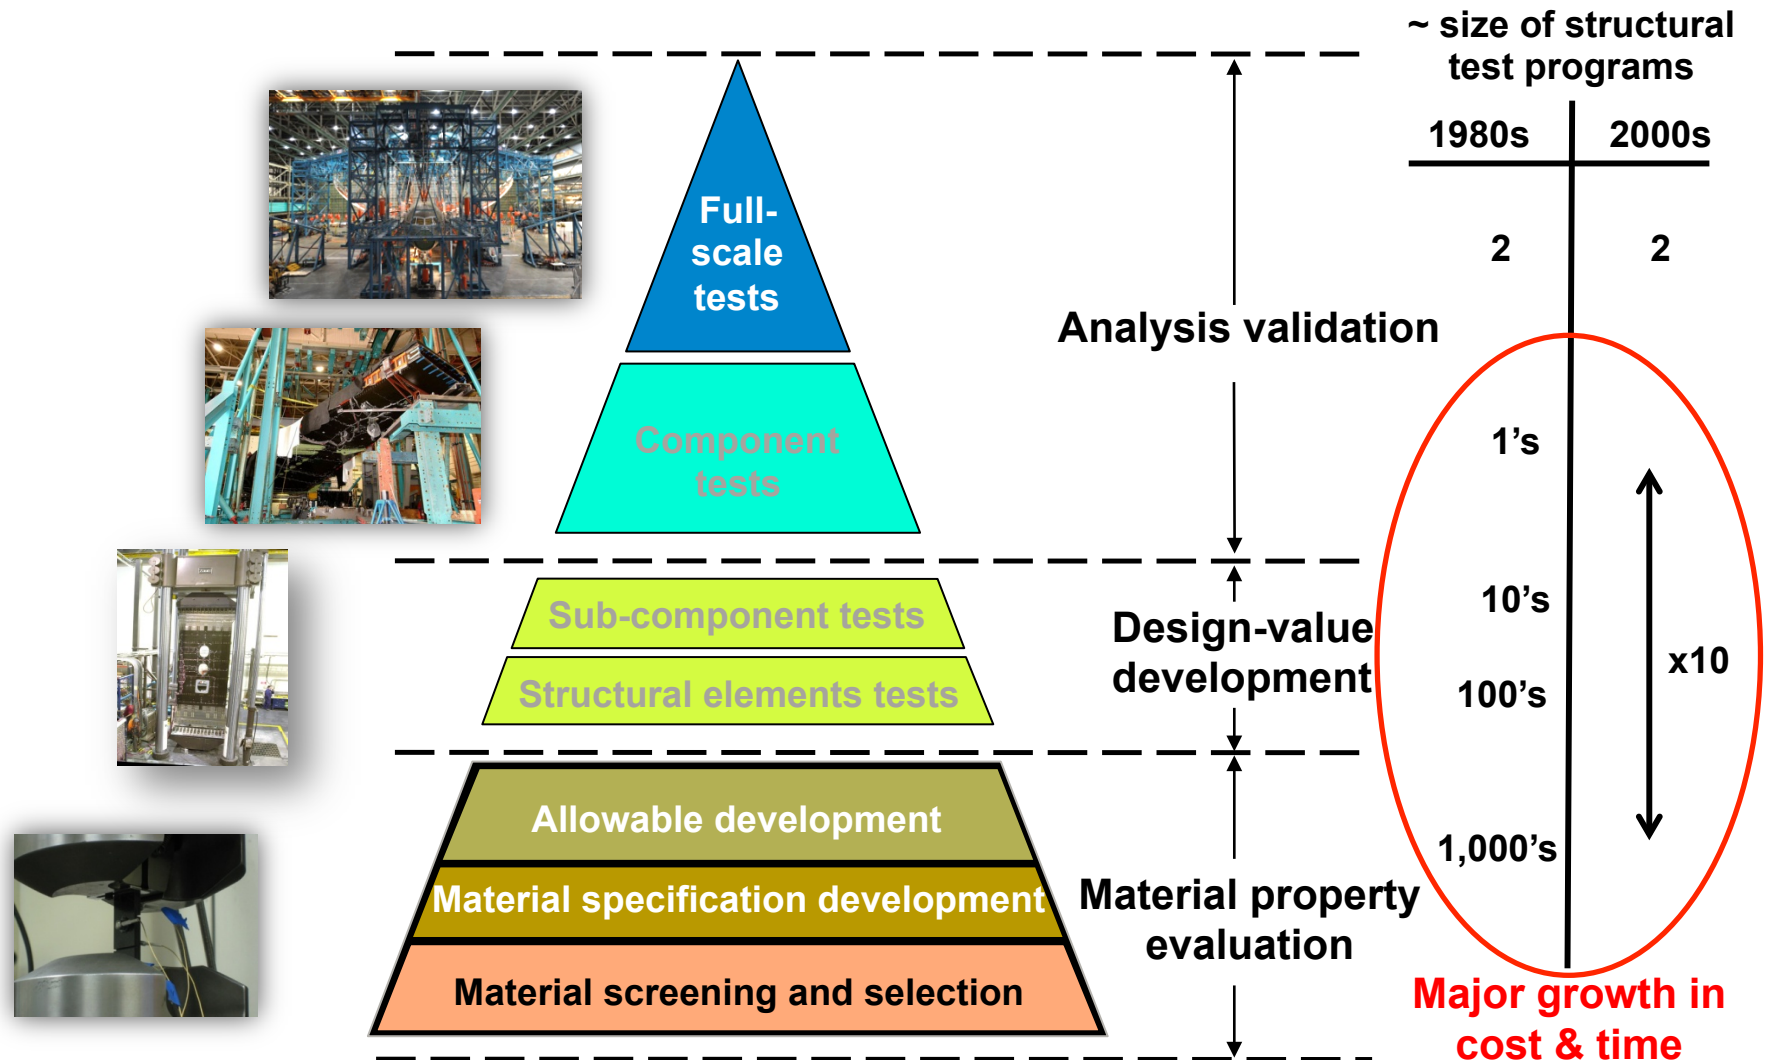 ~ size of structural
test programs
1980s
2000s
Full-
scale
tests
2
2
Analysis validation
Component
tests
1’s
Sub-component tests
Structural elements tests
Design-value
development
10’s
100’s
x10
Allowable development
Material specification development
Material screening and selection
Material property
evaluation
1,000’s
Major growth in
cost & time